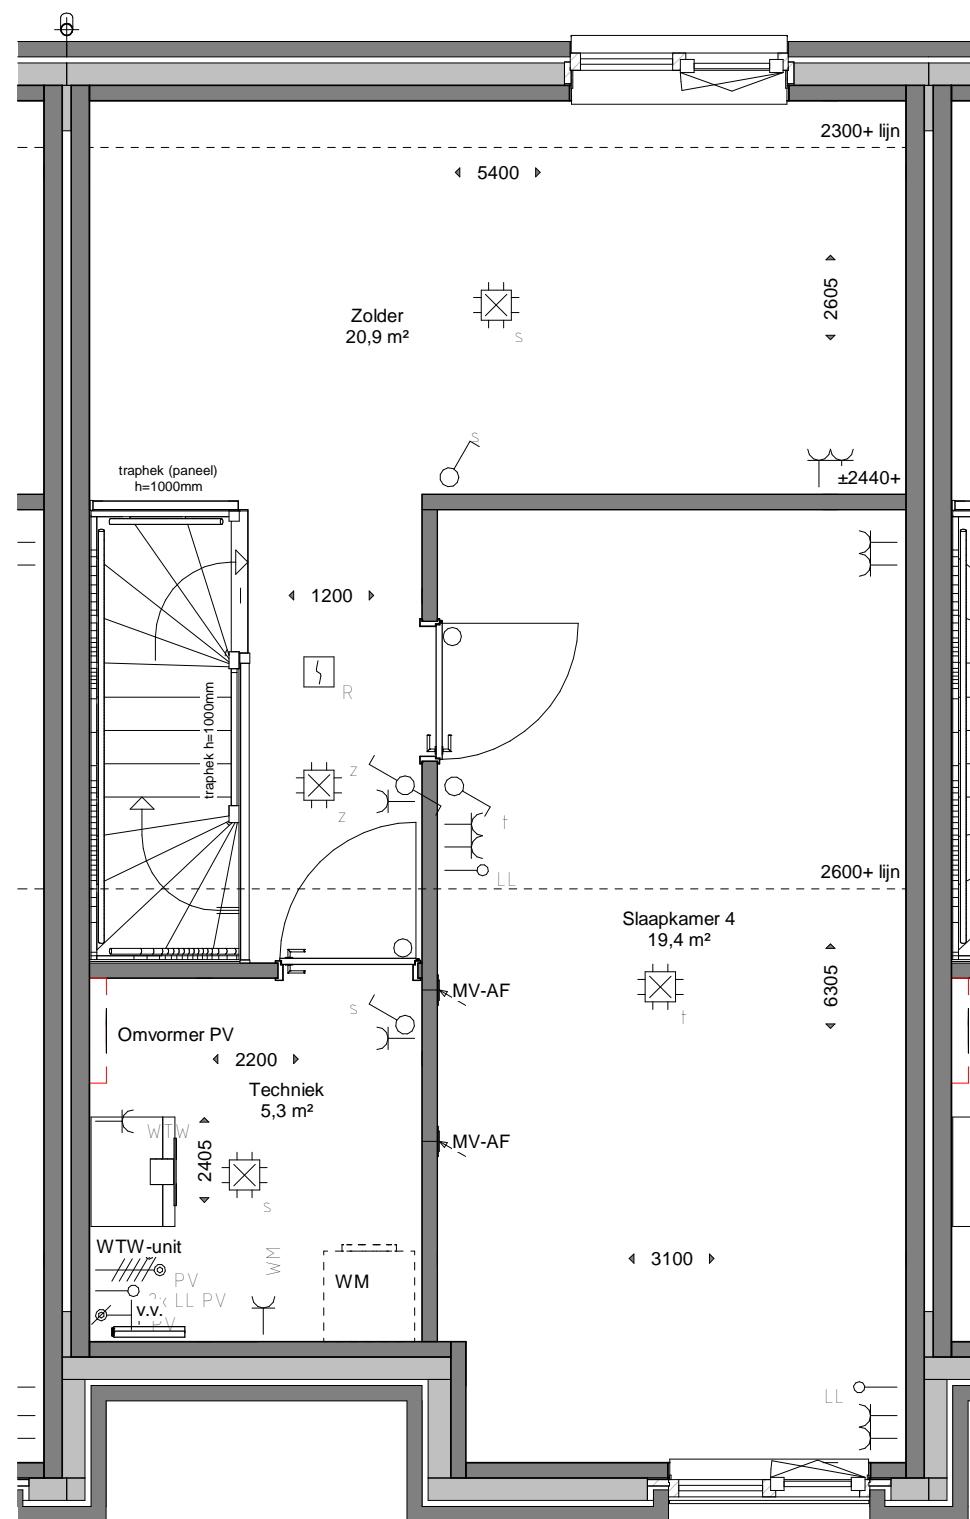 2300+ lijn
5400
2605
Zolder
20,9 m²
s
s
traphek (paneel)
h=1000mm
±2440+
1200
R
traphek h=1000mm
z
z
t
LL
2600+ lijn
Slaapkamer 4
19,4 m²
MV-AF
6305
t
s
Omvormer PV
2200
Techniek
5,3 m²
WTW
MV-AF
2405
s
WTW-unit
WM
3100
WM
PV
LL PV
v.v.
PV
LL